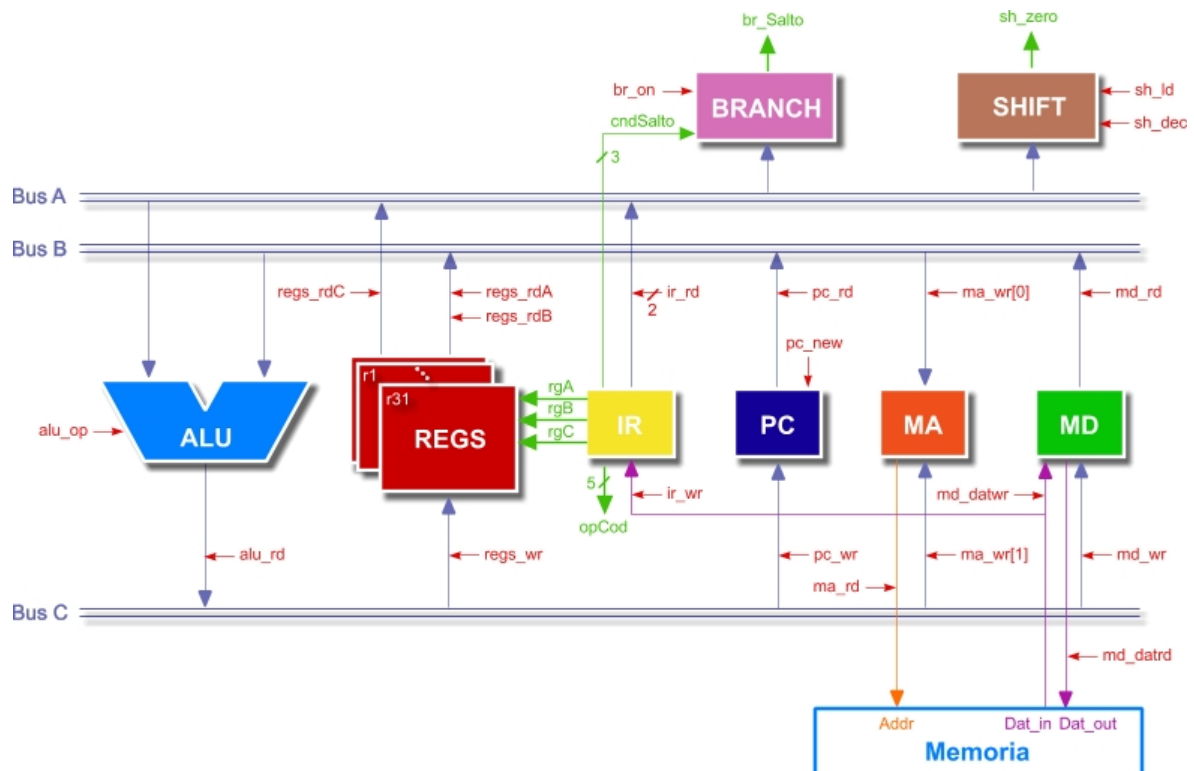 br_Salto
sh_zero
br_on
BRANCH
SHIFT
sh_ld
sh_dec
cndSalto
3
Bus A
Bus B
regs_rdC
regs_rdA
regs_rdB
ir_rd
2
pc_rd
ma_wr[0]
md_rd
pc_new
r1
r31
rgA
rgB
rgC
alu_op
ALU
REGS
IR
PC
MA
MD
5
opCod
ir_wr
md_datwr
alu_rd
regs_wr
pc_wr
ma_wr[1]
md_wr
ma_rd
Bus C
md_datrd
Addr
Dat_in
Dat_out
Memoria